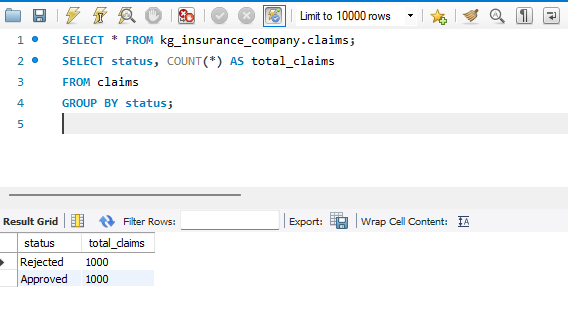 Limit to 10000 rows
1 SELECT * FROM kg_insurance_company.claims;
2 SELECT status, COUNT(*) AS total_claims
3 FROM claims
4 GROUP BY status;
5
Result Grid Filter Rows: Export: Wrap Cell Content: IA
status total_claims
Rejected 1000
Approved 1000